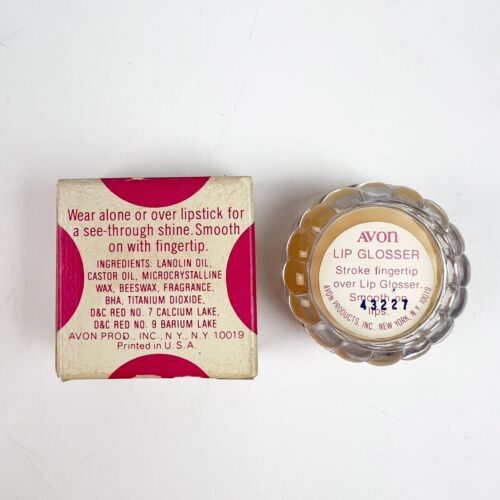 Wear alone or over lipstick for
a see-through shine. Smooth
on with fingertip.
INGREDIENTS: LANOLIN OIL,
CASTOR OIL, MICROCRYSTALLINE
WAX, BEESWAX, FRAGRANCE,
BHA, TITANIUM DIOXIDE,
D&C RED NO. 7 CALCIUM LAKE,
D&C RED NO. 9 BARIUM LAKE
AVON PROD., INC., N.Y., N.Y. 10019
Printed in U.S.A.
AVON
LIP GLOSSER
Stroke fingertip
over Lip Glosser.
Smooth on
lips.
43227
AVON PRODUCTS, INC. NEW YORK, N.Y. 10019